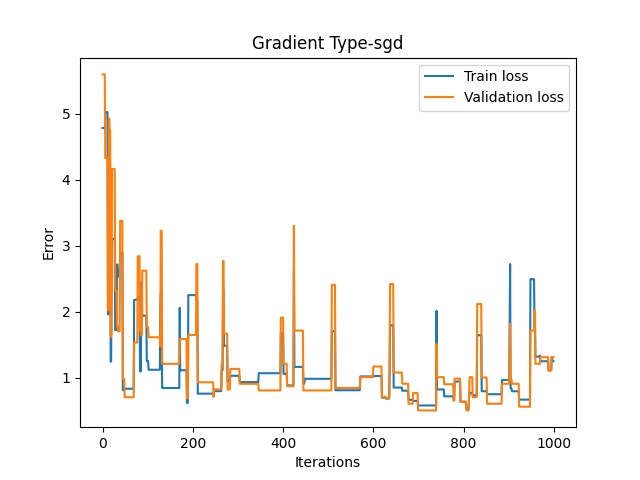 Gradient Type-sgd
Train loss
Validation loss
5
4
3
2
1
Error
0
200
400
600
800
1000
Iterations